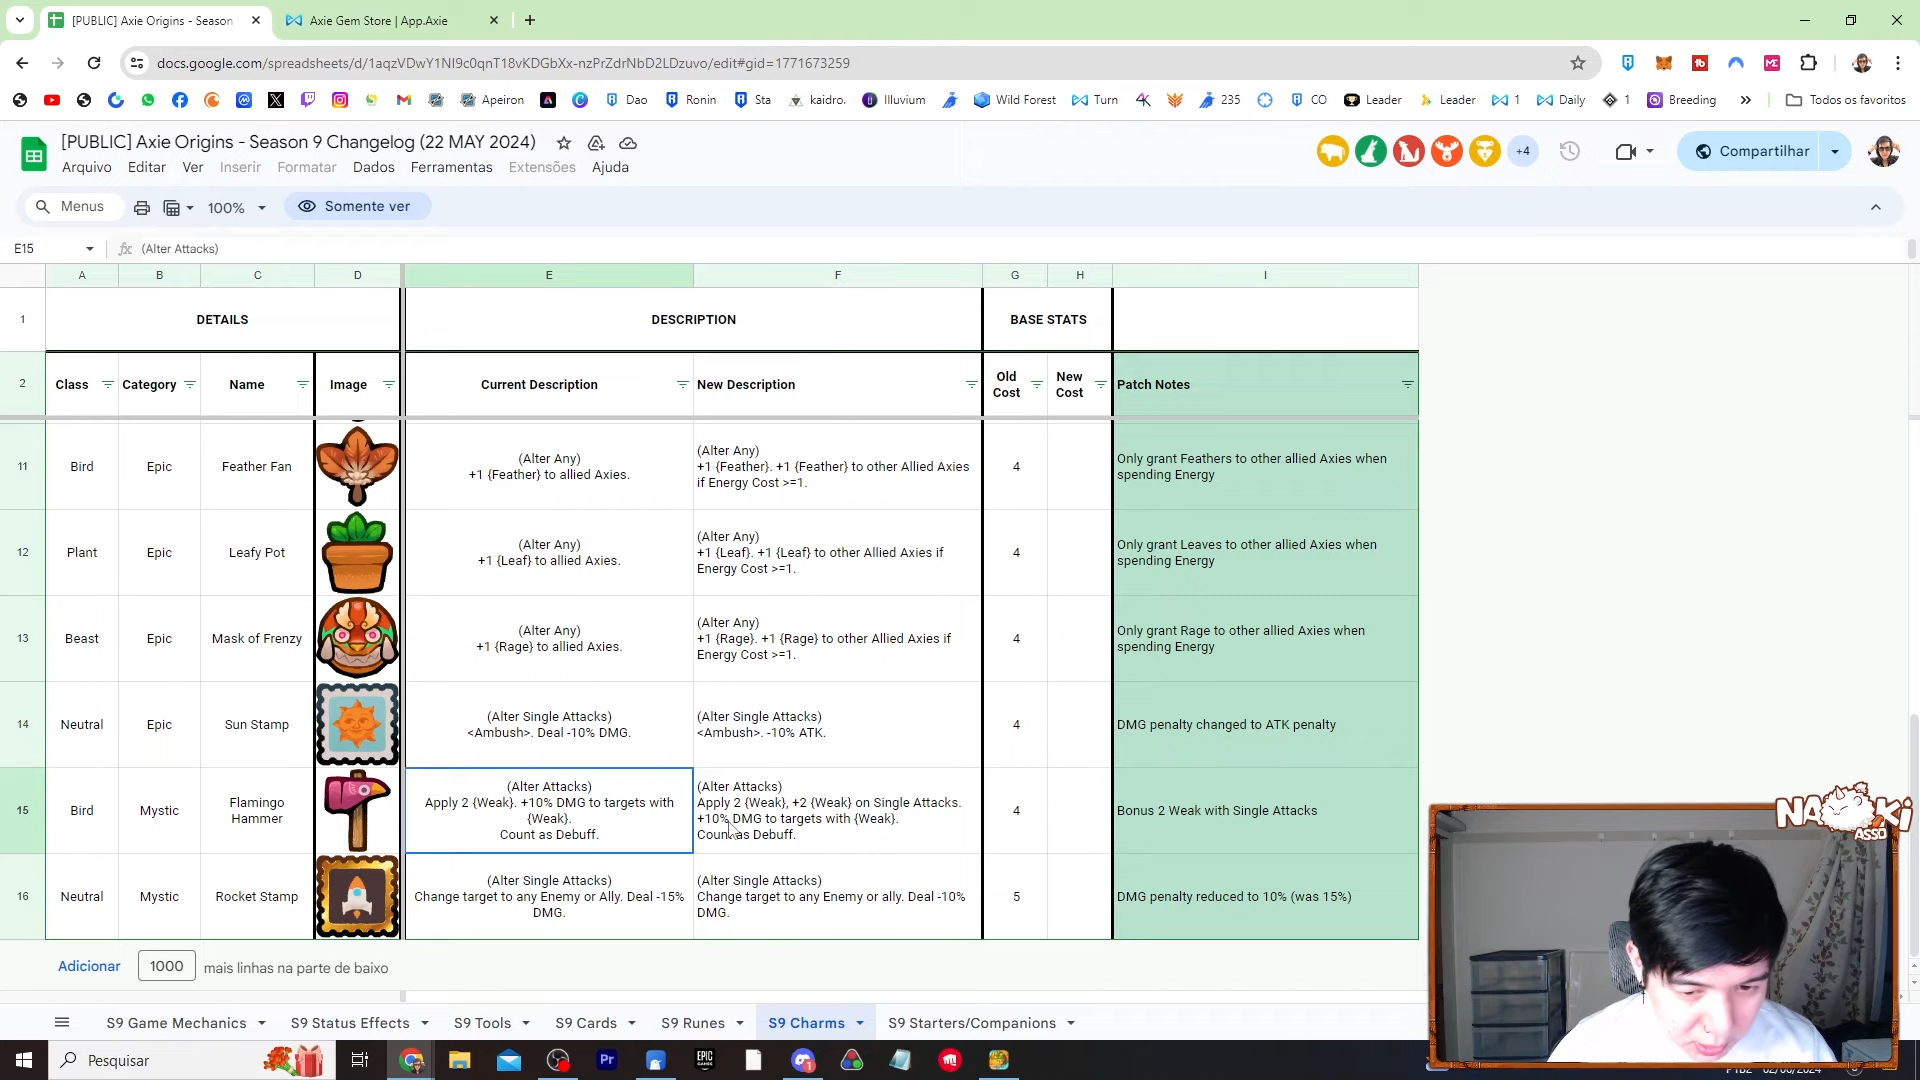 [PUBLIC] Axie Origins - Season
Axie Gem Store | App.Axie
docs.google.com/spreadsheets/d/1aqzVDwY1NI9c0qnT18vKDGbXx-nzPrZdrNbD2LDzuvo/edit#gid=1771673259
Apeiron Dao Ronin Sta kaidro. Illuvium Wild Forest Turn 235 CO Leader Leader 1 Daily 1 Breeding Todos os favoritos
[PUBLIC] Axie Origins - Season 9 Changelog (22 MAY 2024)
Arquivo Editar Ver Inserir Formatar Dados Ferramentas Extensões Ajuda
+4
Compartilhar
Menus 100% Somente ver
E15 fx (Alter Attacks)
A B C D E F G H I
1 DETAILS DESCRIPTION BASE STATS
2 Class Category Name Image Current Description New Description Old Cost New Cost Patch Notes
11 Bird Epic Feather Fan
(Alter Any)
+1 {Feather} to allied Axies.
(Alter Any)
+1 {Feather}. +1 {Feather} to other Allied Axies
if Energy Cost >=1.
4
Only grant Feathers to other allied Axies when
spending Energy
12 Plant Epic Leafy Pot
(Alter Any)
+1 {Leaf} to allied Axies.
(Alter Any)
+1 {Leaf}. +1 {Leaf} to other Allied Axies if
Energy Cost >=1.
4
Only grant Leaves to other allied Axies when
spending Energy
13 Beast Epic Mask of Frenzy
(Alter Any)
+1 {Rage} to allied Axies.
(Alter Any)
+1 {Rage}. +1 {Rage} to other Allied Axies if
Energy Cost >=1.
4
Only grant Rage to other allied Axies when
spending Energy
14 Neutral Epic Sun Stamp
(Alter Single Attacks)
<Ambush>. Deal -10% DMG.
(Alter Single Attacks)
<Ambush>. -10% ATK.
4
DMG penalty changed to ATK penalty
15 Bird Mystic Flamingo
Hammer
(Alter Attacks)
Apply 2 {Weak}. +10% DMG to targets with
{Weak}.
Count as Debuff.
(Alter Attacks)
Apply 2 {Weak}, +2 {Weak} on Single Attacks.
+10% DMG to targets with {Weak}.
Count as Debuff.
4
Bonus 2 Weak with Single Attacks
16 Neutral Mystic Rocket Stamp
(Alter Single Attacks)
Change target to any Enemy or Ally. Deal -15%
DMG.
(Alter Single Attacks)
Change target to any Enemy or ally. Deal -10%
DMG.
5
DMG penalty reduced to 10% (was 15%)
NAOKI
ASSO
Adicionar 1000 mais linhas na parte de baixo
S9 Game Mechanics S9 Status Effects S9 Tools S9 Cards S9 Runes S9 Charms S9 Starters/Companions
Pesquisar
Pr
EPIC
GAMES